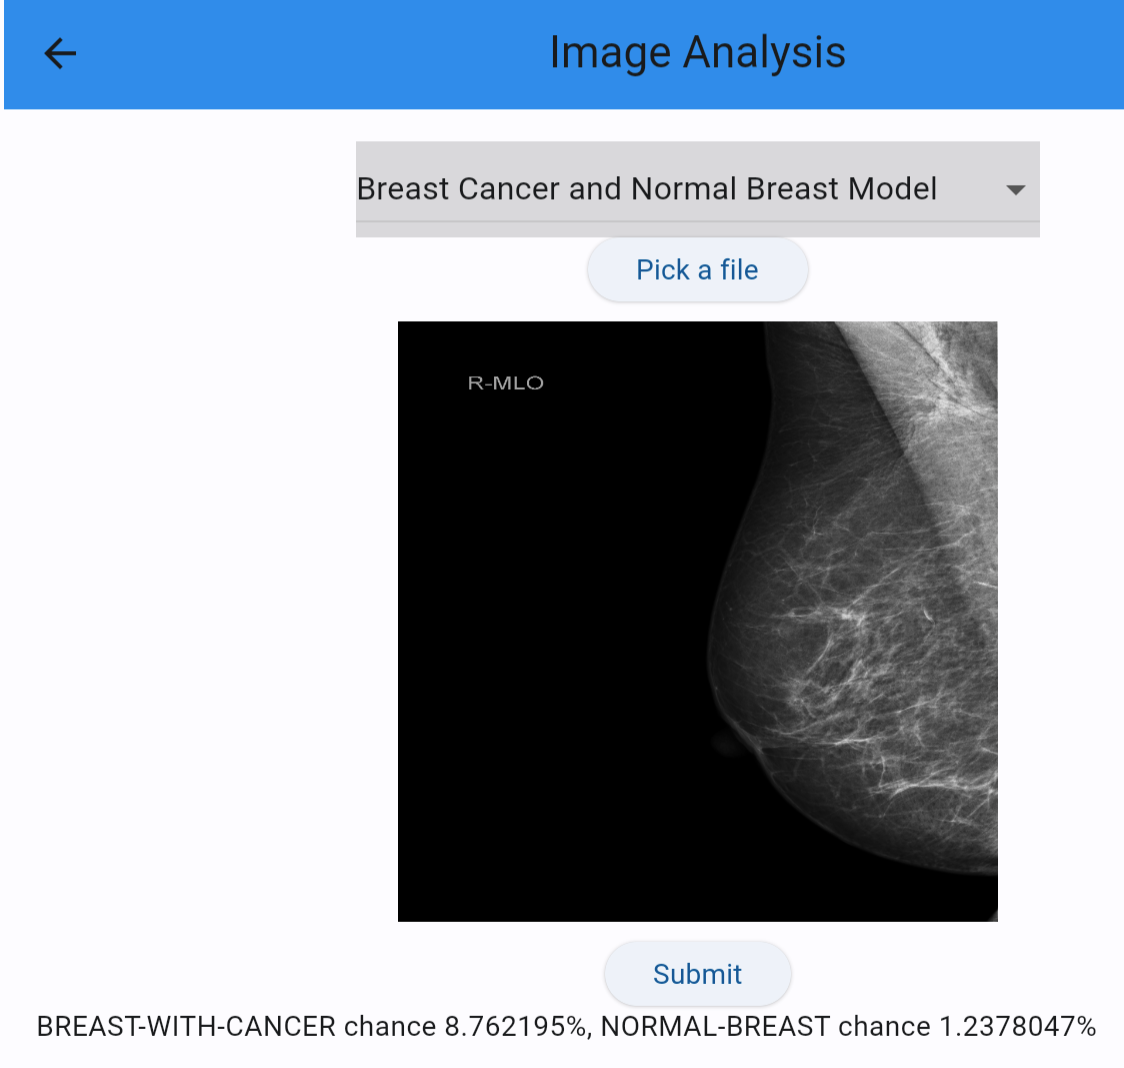 Image Analysis
Breast Cancer and Normal Breast Model
Pick a file
R-MLO
Submit
BREAST-WITH-CANCER chance 8.762195%, NORMAL-BREAST chance 1.2378047%